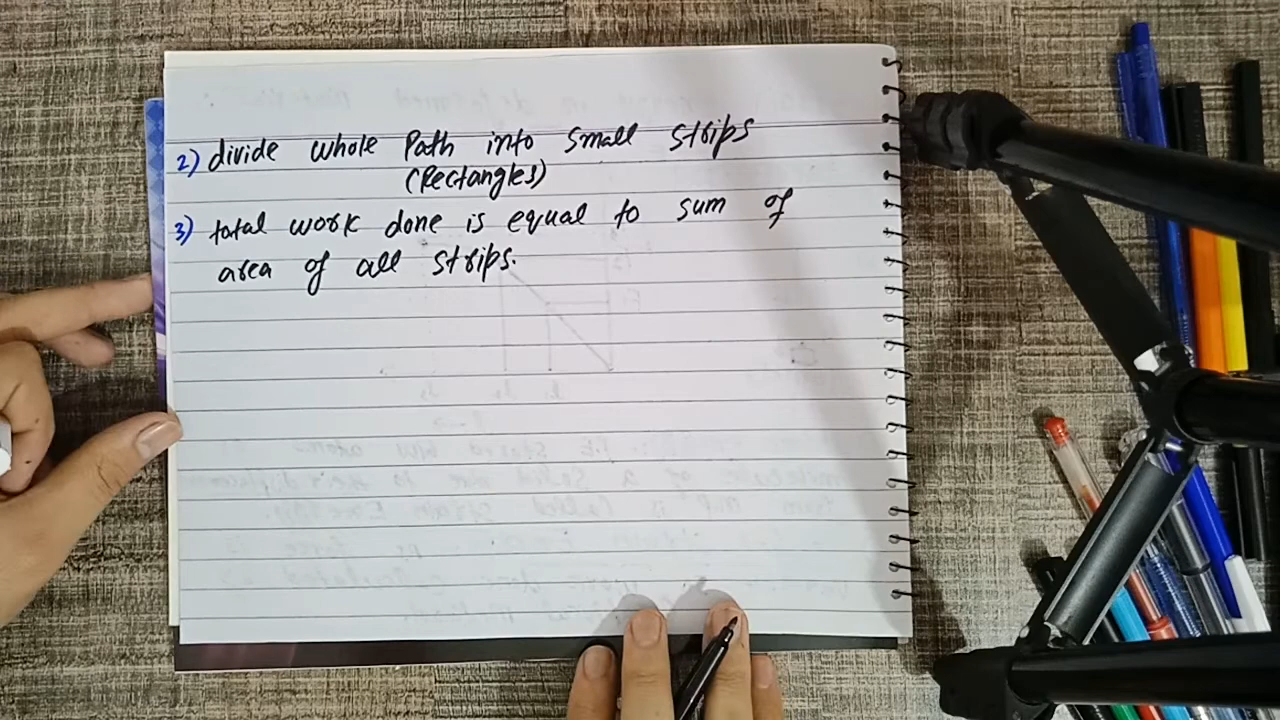 2) divide whole Path into small strips
(Rectangles)
3) total work done is equal to sum of
area of all strips.